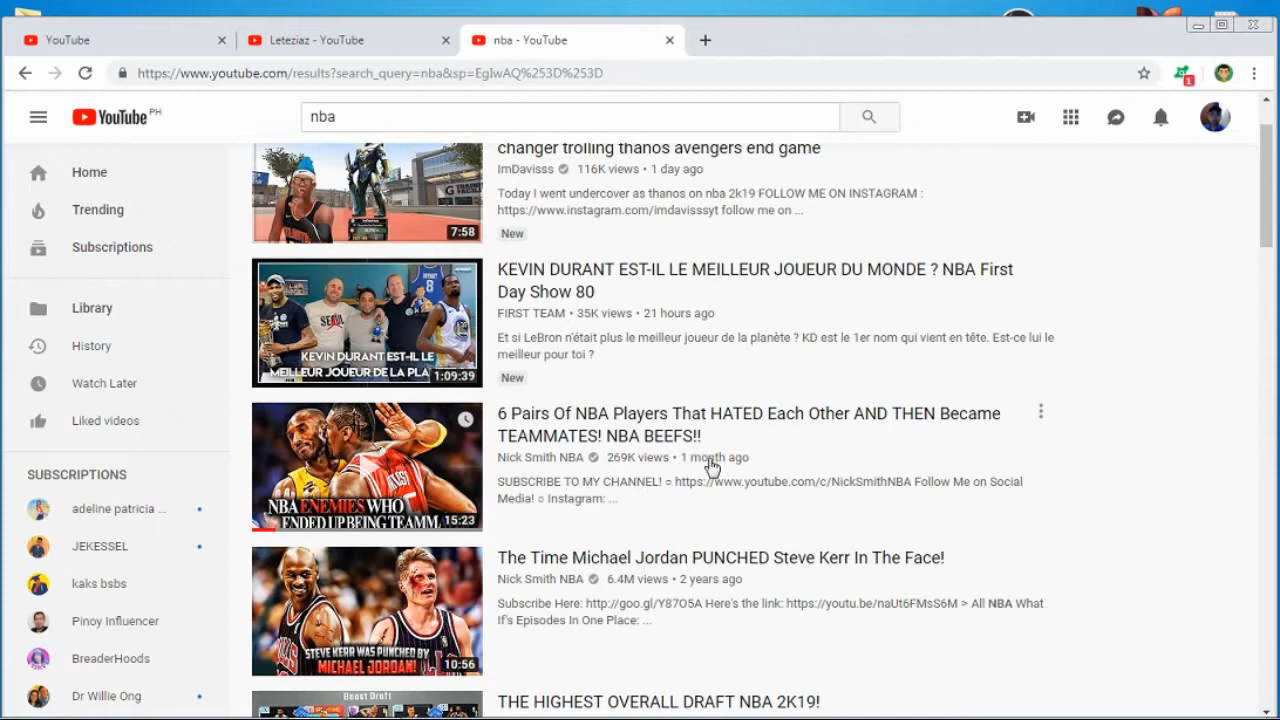 YouTube
Leteziaz - YouTube
nba - YouTube
https://www.youtube.com/results?search_query=nba&sp=EgIwAQ%253D%253D
1
YouTube PH
nba
Home
Trending
Subscriptions
Library
History
Watch Later
Liked videos
SUBSCRIPTIONS
adeline patricia ...
JEKESSEL
kaks bsbs
Pinoy Influencer
BreaderHoods
Dr Willie Ong
7:58
changer trolling thanos avengers end game
ImDavisss 116K views • 1 day ago
Today I went undercover as thanos on nba 2k19 FOLLOW ME ON INSTAGRAM :
https://www.instagram.com/imdavisssyt follow me on ...
New
8
KEVIN DURANT EST-IL LE
MEILLEUR JOUEUR DE LA PLA
1:09:39
KEVIN DURANT EST-IL LE MEILLEUR JOUEUR DU MONDE ? NBA First
Day Show 80
FIRST TEAM • 35K views • 21 hours ago
Et si LeBron n'était plus le meilleur joueur de la planète ? KD est le 1er nom qui vient en tête. Est-ce lui le
meilleur pour toi ?
New
NBA ENEMIES WHO
ENDED UP BEING TEAMM
15:23
6 Pairs Of NBA Players That HATED Each Other AND THEN Became
TEAMMATES! NBA BEEFS!!
Nick Smith NBA 269K views • 1 month ago
SUBSCRIBE TO MY CHANNEL! ○ https://www.youtube.com/c/NickSmithNBA Follow Me on Social
Media! ○ Instagram: ...
STEVE KERR WAS PUNCHED BY
MICHAEL JORDAN!
10:56
The Time Michael Jordan PUNCHED Steve Kerr In The Face!
Nick Smith NBA 6.4M views • 2 years ago
Subscribe Here: http://goo.gl/Y87O5A Here's the link: https://youtu.be/naUt6FMsS6M > All NBA What
If's Episodes In One Place: ...
Boost Draft
THE HIGHEST OVERALL DRAFT NBA 2K19!